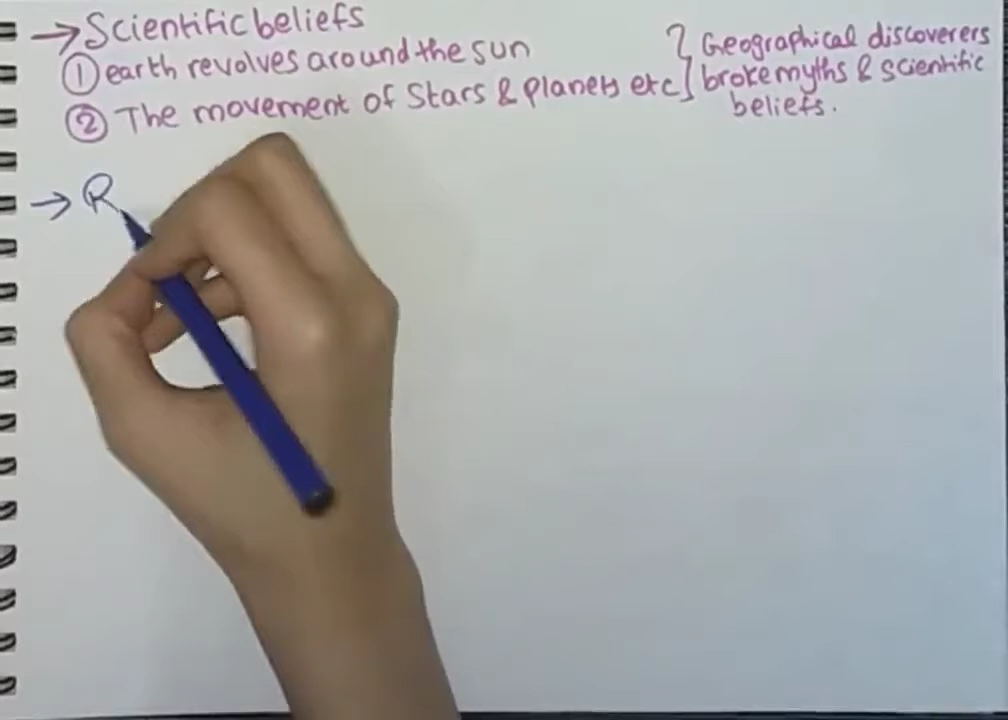 → Scientific beliefs
① earth revolves around the sun
② The movement of Stars & Planets etc
Geographical discoverers
broke myths & scientific
beliefs.
→ R